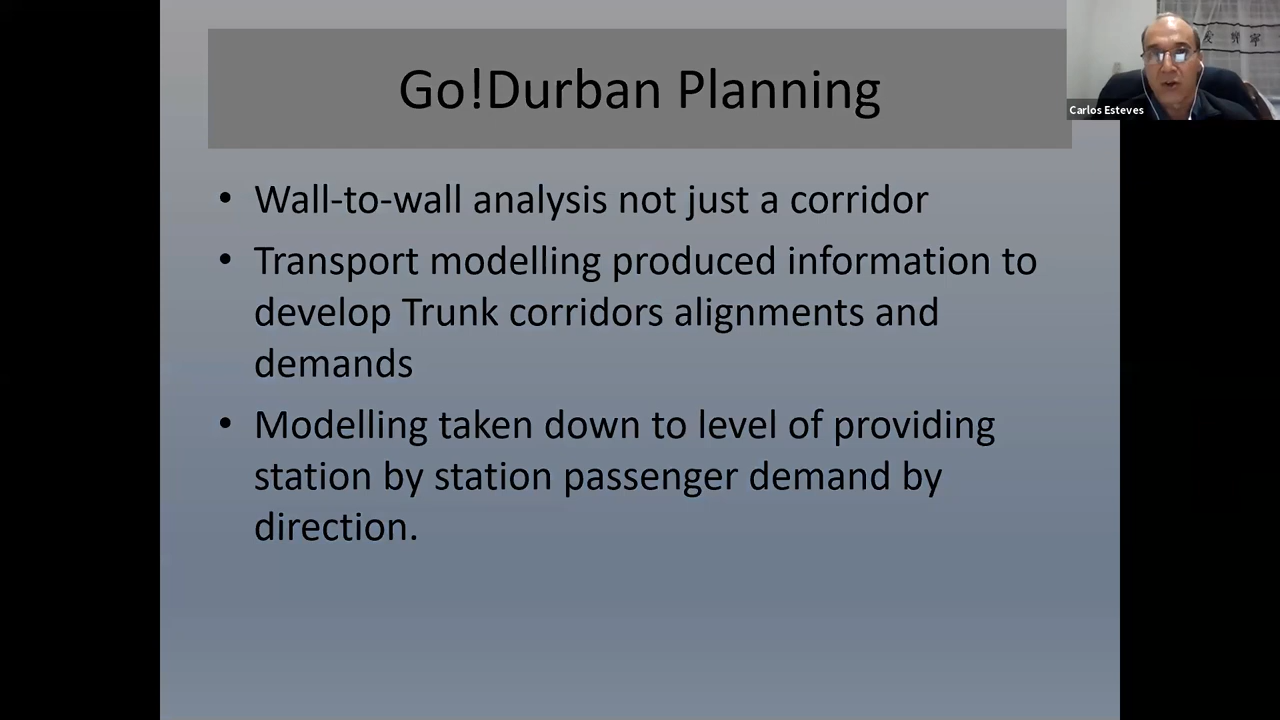 Go!Durban Planning
Carlos Esteves
• Wall-to-wall analysis not just a corridor
• Transport modelling produced information to
develop Trunk corridors alignments and
demands
• Modelling taken down to level of providing
station by station passenger demand by
direction.